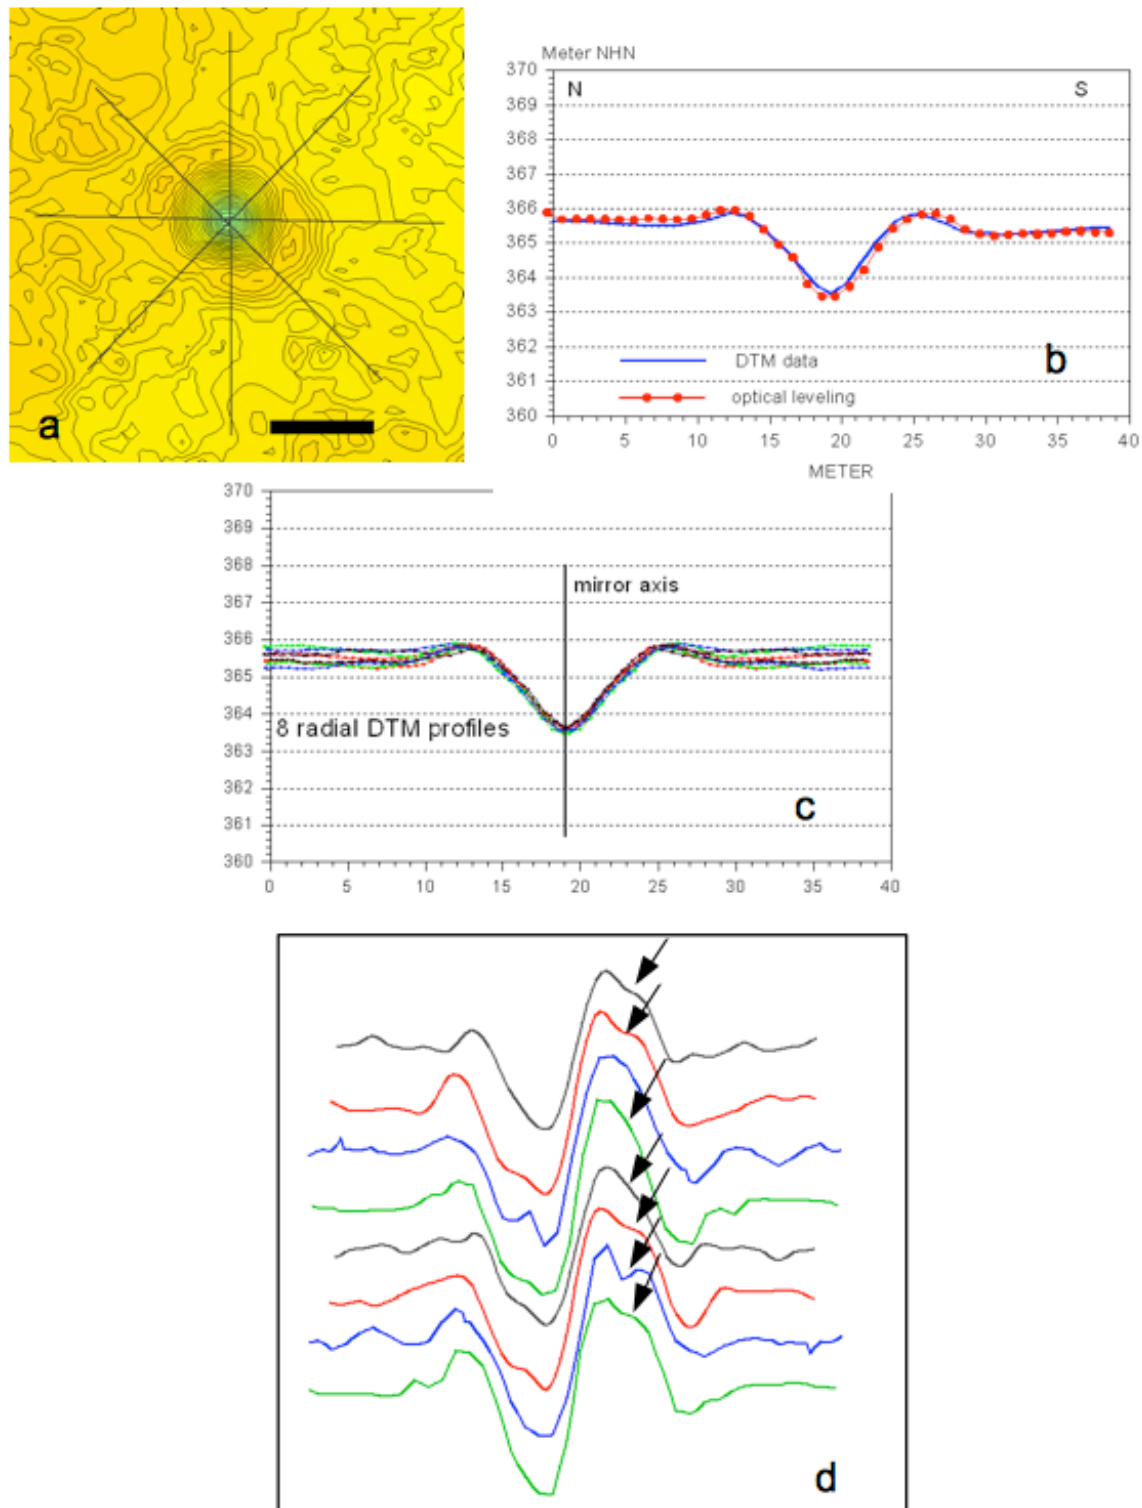 a
Meter NHN
370
369
368
367
366
365
364
363
362
361
360
N
S
DTM data
optical leveling
b
0 5 10 15 20 25 30 35 40
METER
370
369
368
367
366
365
364
363
362
361
360
mirror axis
8 radial DTM profiles
c
0 5 10 15 20 25 30 35 40
d